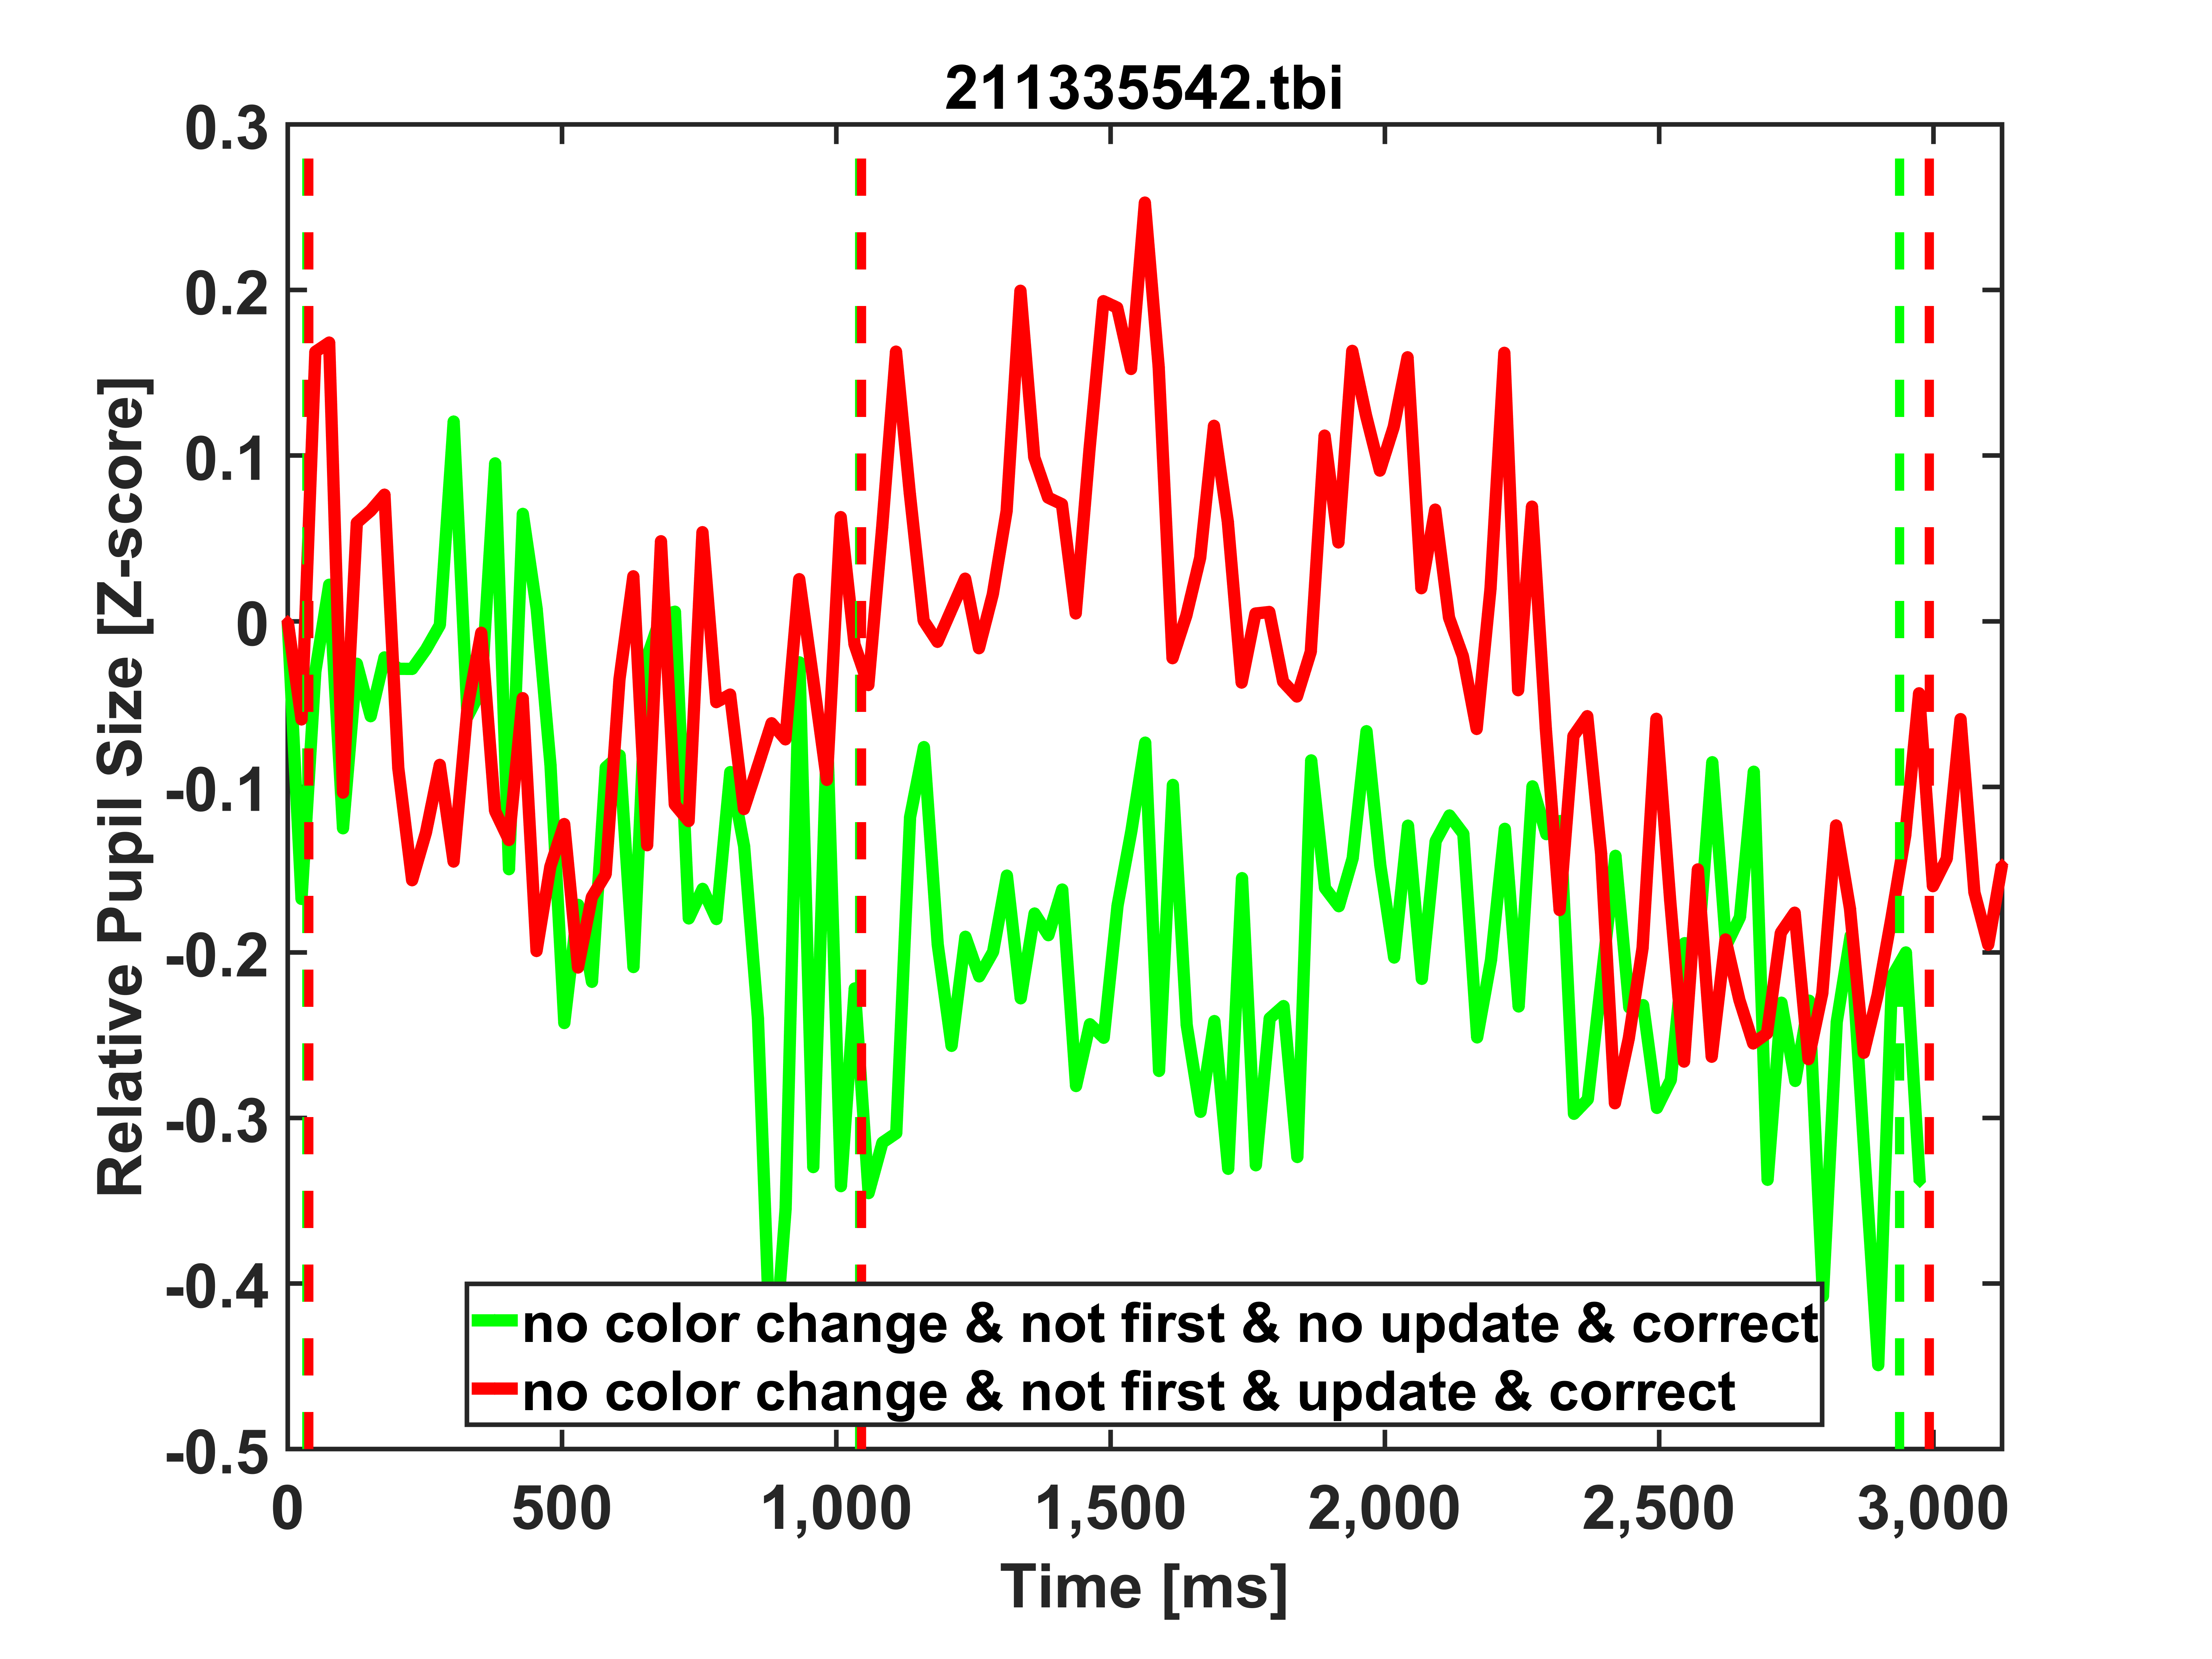 211335542.tbi
0.3
0.2
0.1
0
-0.1
-0.2
-0.3
-0.4
-0.5
Relative Pupil Size [Z-score]
no color change & not first & no update & correct
no color change & not first & update & correct
0 500 1,000 1,500 2,000 2,500 3,000
Time [ms]